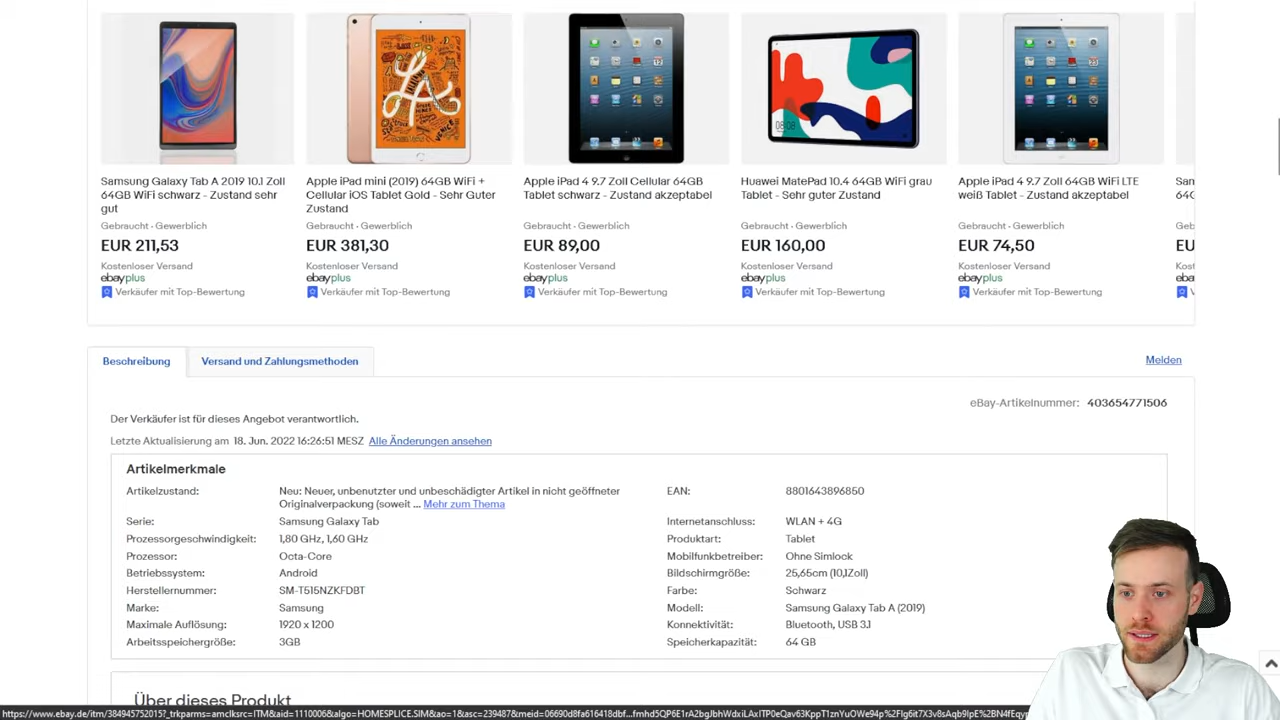 Samsung Galaxy Tab A 2019 10.1 Zoll
64GB WiFi schwarz - Zustand sehr
gut
Gebraucht · Gewerblich
EUR 211,53
Kostenloser Versand
ebayplus
Verkäufer mit Top-Bewertung
Apple iPad mini (2019) 64GB WiFi +
Cellular iOS Tablet Gold - Sehr Guter
Zustand
Gebraucht · Gewerblich
EUR 381,30
Kostenloser Versand
ebayplus
Verkäufer mit Top-Bewertung
Apple iPad 4 9.7 Zoll Cellular 64GB
Tablet schwarz - Zustand akzeptabel
Gebraucht · Gewerblich
EUR 89,00
Kostenloser Versand
ebayplus
Verkäufer mit Top-Bewertung
08:08
Huawei MatePad 10.4 64GB WiFi grau
Tablet - Sehr guter Zustand
Gebraucht · Gewerblich
EUR 160,00
Kostenloser Versand
ebayplus
Verkäufer mit Top-Bewertung
Apple iPad 4 9.7 Zoll 64GB WiFi LTE
weiß Tablet - Zustand akzeptabel
Gebraucht · Gewerblich
EUR 74,50
Kostenloser Versand
ebayplus
Verkäufer mit Top-Bewertung
Sam
64G
Geb
EU
Kos
ebay
V
Beschreibung
Versand und Zahlungsmethoden
Melden
eBay-Artikelnummer: 403654771506
Der Verkäufer ist für dieses Angebot verantwortlich.
Letzte Aktualisierung am 18. Jun. 2022 16:26:51 MESZ Alle Änderungen ansehen
Artikelmerkmale
Artikelzustand: Neu: Neuer, unbenutzter und unbeschädigter Artikel in nicht geöffneter
Originalverpackung (soweit ... Mehr zum Thema
EAN: 8801643896850
Serie: Samsung Galaxy Tab
Internetanschluss: WLAN + 4G
Prozessorgeschwindigkeit: 1,80 GHz, 1,60 GHz
Produktart: Tablet
Prozessor: Octa-Core
Mobilfunkbetreiber: Ohne Simlock
Betriebssystem: Android
Bildschirmgröße: 25,65cm (10,1Zoll)
Herstellernummer: SM-T515NZKFDBT
Farbe: Schwarz
Marke: Samsung
Modell: Samsung Galaxy Tab A (2019)
Maximale Auflösung: 1920 x 1200
Konnektivität: Bluetooth, USB 3.1
Arbeitsspeichergröße: 3GB
Speicherkapazität: 64 GB
Über dieses Produkt